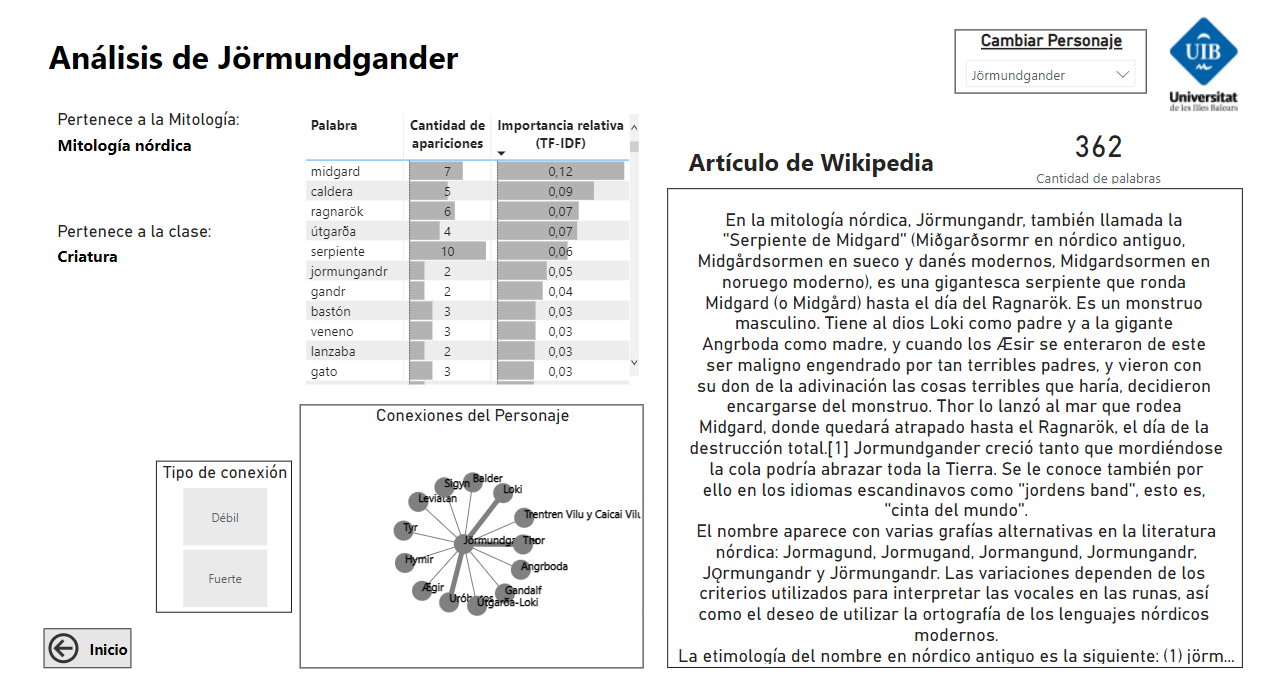 Análisis de Jörmundgander
Cambiar Personaje
Jörmundgander
UIB
Universitat
de les Illes Balears
Pertenece a la Mitología:
Mitología nórdica
Pertenece a la clase:
Criatura
Palabra Cantidad de apariciones Importancia relativa (TF-IDF)
midgard 7 0,12
caldera 5 0,09
ragnarök 6 0,07
útgarða 4 0,07
serpiente 10 0,06
jormungandr 2 0,05
gandr 2 0,04
bastón 3 0,03
veneno 3 0,03
lanzaba 2 0,03
gato 3 0,03
Tipo de conexión
Débil
Fuerte
Inicio
Conexiones del Personaje
Sigyn
Balder
Loki
Leviatán
Trentren Vilu y Caicai Vilu
Tyr
Thor
Hymir
Angrboda
Ægir
Gandalf
Útgarða-Loki
Artículo de Wikipedia
362
Cantidad de palabras
En la mitología nórdica, Jörmungandr, también llamada la
"Serpiente de Midgard" (Miðgarðsormr en nórdico antiguo,
Midgårdsormen en sueco y danés modernos, Midgardsormen en
noruego moderno), es una gigantesca serpiente que ronda
Midgard (o Midgård) hasta el día del Ragnarök. Es un monstruo
masculino. Tiene al dios Loki como padre y a la gigante
Angrboda como madre, y cuando los Æsir se enteraron de este
ser maligno engendrado por tan terribles padres, y vieron con
su don de la adivinación las cosas terribles que haría, decidieron
encargarse del monstruo. Thor lo lanzó al mar que rodea
Midgard, donde quedará atrapado hasta el Ragnarök, el día de la
destrucción total.[1] Jormundgander creció tanto que mordiéndose
la cola podría abrazar toda la Tierra. Se le conoce también por
ello en los idiomas escandinavos como "jordens band", esto es,
"cinta del mundo".
El nombre aparece con varias grafías alternativas en la literatura
nórdica: Jormagund, Jormugand, Jormangund, Jormungandr,
Jǫrmungandr y Jörmungandr. Las variaciones dependen de los
criterios utilizados para interpretar las vocales en las runas, así
como el deseo de utilizar la ortografía de los lenguajes nórdicos
modernos.
La etimología del nombre en nórdico antiguo es la siguiente: (1) jörm...